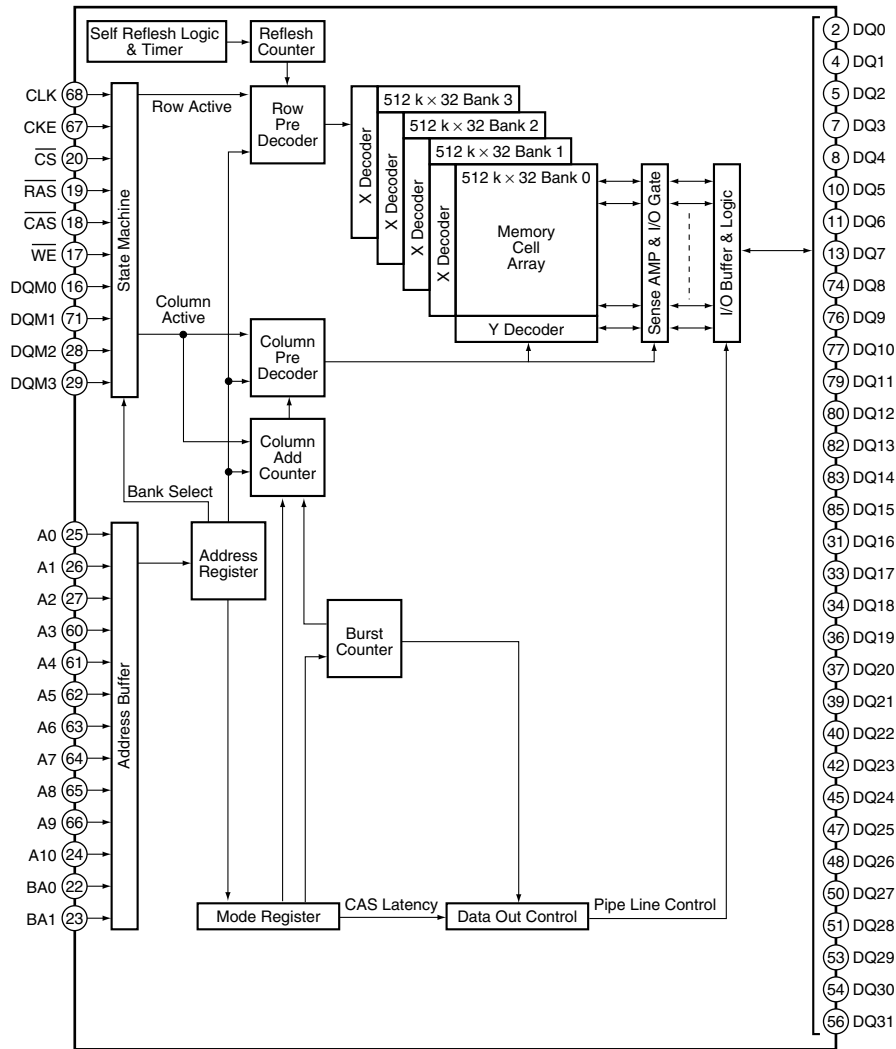 Self Reflesh Logic
& Timer
Reflesh
Counter
CLK 68
CKE 67
CS 20
RAS 19
CAS 18
WE 17
DQM0 16
DQM1 71
DQM2 28
DQM3 29
State Machine
Row Active
Row
Pre
Decoder
X Decoder
512 k × 32 Bank 3
X Decoder
512 k × 32 Bank 2
X Decoder
512 k × 32 Bank 1
X Decoder
512 k × 32 Bank 0
Memory
Cell
Array
Y Decoder
Sense AMP & I/O Gate
I/O Buffer & Logic
Column
Active
Column
Pre
Decoder
Column
Add
Counter
Bank Select
A0 25
A1 26
A2 27
A3 60
A4 61
A5 62
A6 63
A7 64
A8 65
A9 66
A10 24
BA0 22
BA1 23
Address Buffer
Address
Register
Burst
Counter
Mode Register
CAS Latency
Data Out Control
Pipe Line Control
2 DQ0
4 DQ1
5 DQ2
7 DQ3
8 DQ4
10 DQ5
11 DQ6
13 DQ7
74 DQ8
76 DQ9
77 DQ10
79 DQ11
80 DQ12
82 DQ13
83 DQ14
85 DQ15
31 DQ16
33 DQ17
34 DQ18
36 DQ19
37 DQ20
39 DQ21
40 DQ22
42 DQ23
45 DQ24
47 DQ25
48 DQ26
50 DQ27
51 DQ28
53 DQ29
54 DQ30
56 DQ31